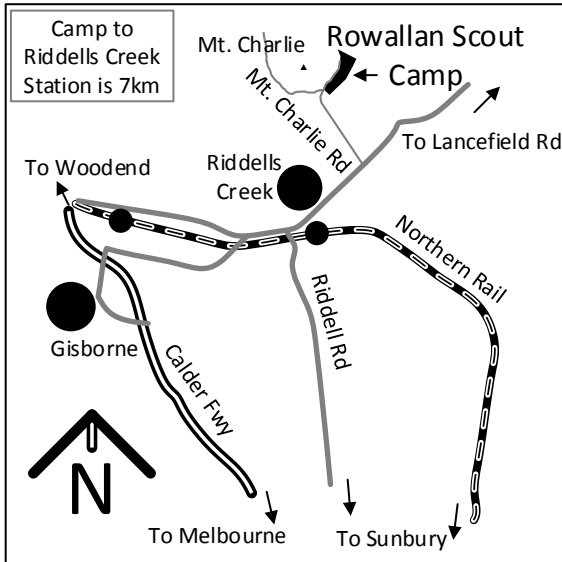 Camp to
Riddells Creek
Station is 7km
Mt. Charlie
Rowallan Scout
Camp
Mt. Charlie Rd
To Lancefield Rd
Riddells
Creek
To Woodend
Northern Rail
Riddell Rd
Gisborne
Calder Fwy
N
To Melbourne
To Sunbury